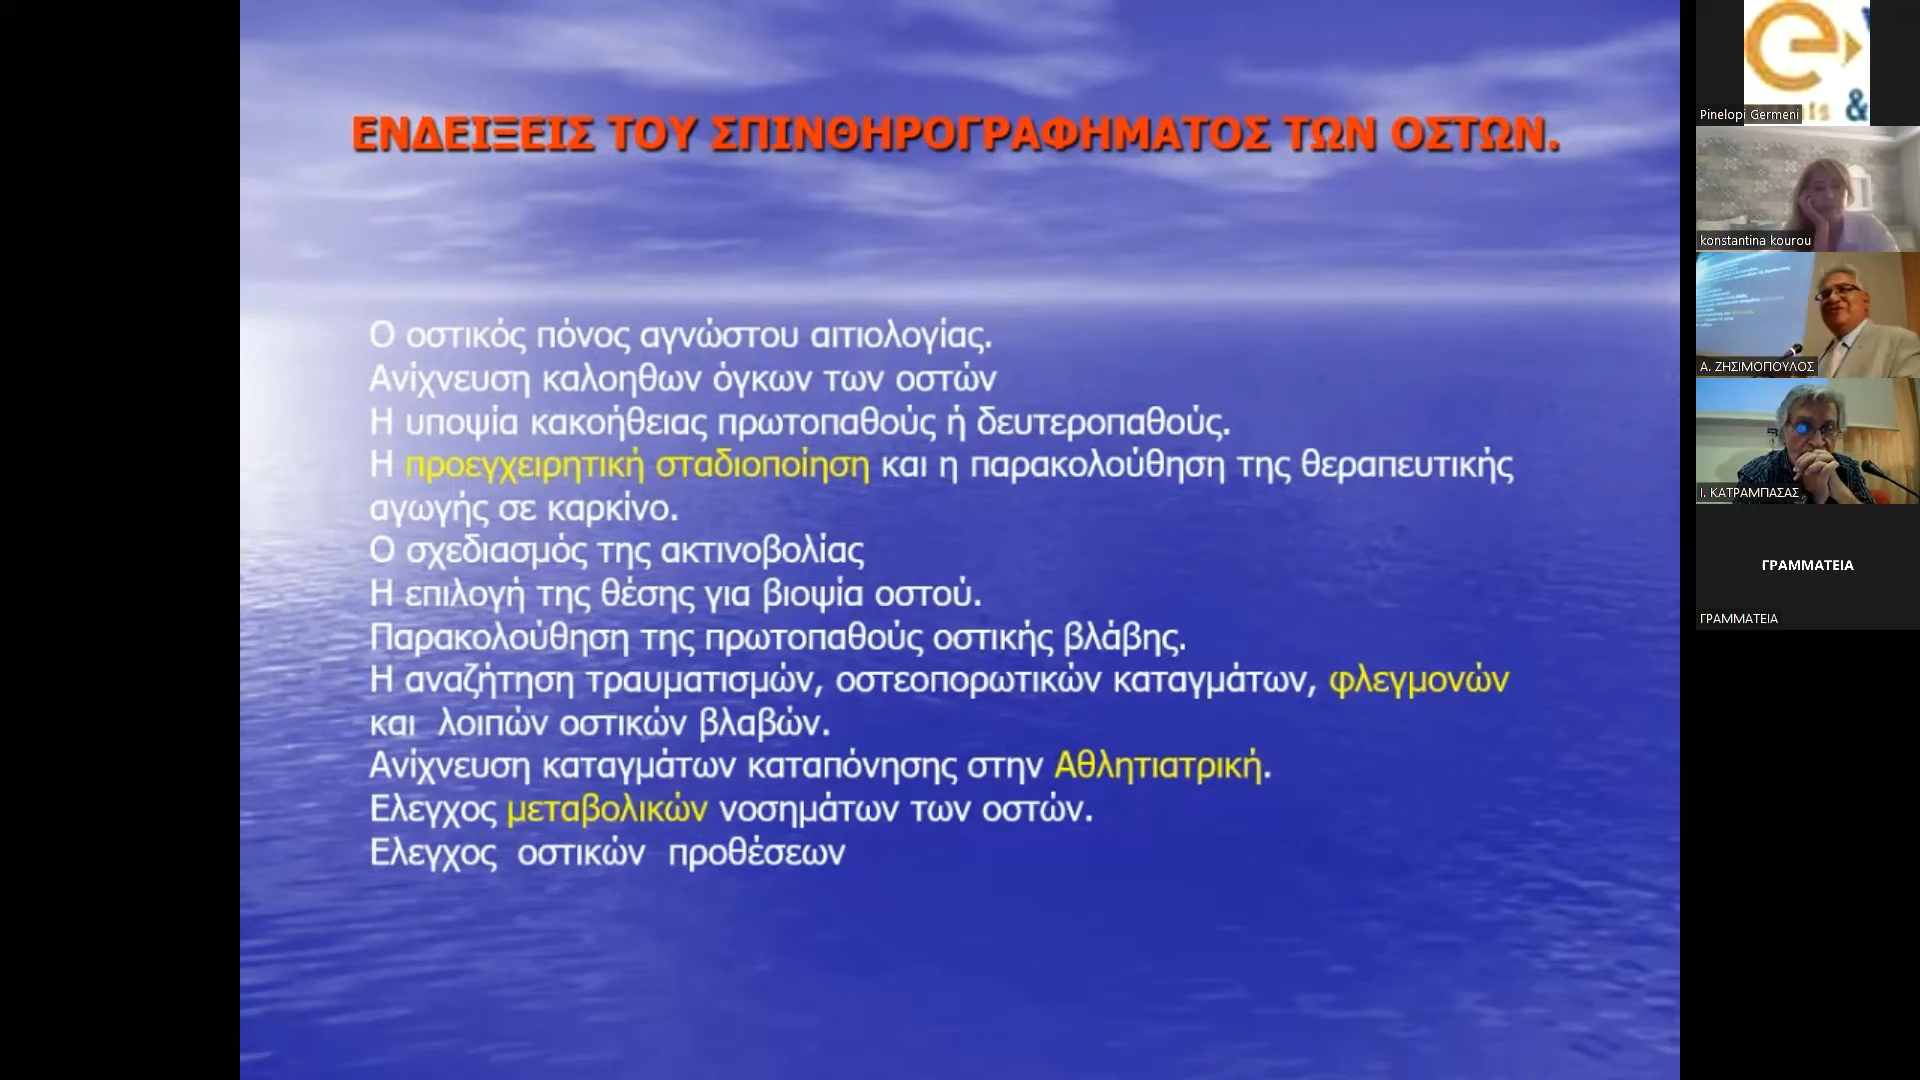 ΕΝΔΕΙΞΕΙΣ ΤΟΥ ΣΠΙΝΘΗΡΟΓΡΑΦΗΜΑΤΟΣ ΤΩΝ ΟΣΤΩΝ.
Ο οστικός πόνος αγνώστου αιτιολογίας.
Ανίχνευση καλοηθων όγκων των οστών
Η υποψία κακοήθειας πρωτοπαθούς ή δευτεροπαθούς.
Η προεγχειρητική σταδιοποίηση και η παρακολούθηση της θεραπευτικής
αγωγής σε καρκίνο.
Ο σχεδιασμός της ακτινοβολίας
Η επιλογή της θέσης για βιοψία οστού.
Παρακολούθηση της πρωτοπαθούς οστικής βλάβης.
Η αναζήτηση τραυματισμών, οστεοπορωτικών καταγμάτων, φλεγμονών
και λοιπών οστικών βλαβών.
Ανίχνευση καταγμάτων καταπόνησης στην Αθλητιατρική.
Ελεγχος μεταβολικών νοσημάτων των οστών.
Ελεγχος οστικών προθέσεων
Pinelopi Germeni
konstantina kourou
Α. ΖΗΣΙΜΟΠΟΥΛΟΣ
Ι. ΚΑΤΡΑΜΠΑΣΑΣ
ΓΡΑΜΜΑΤΕΙΑ
ΓΡΑΜΜΑΤΕΙΑ